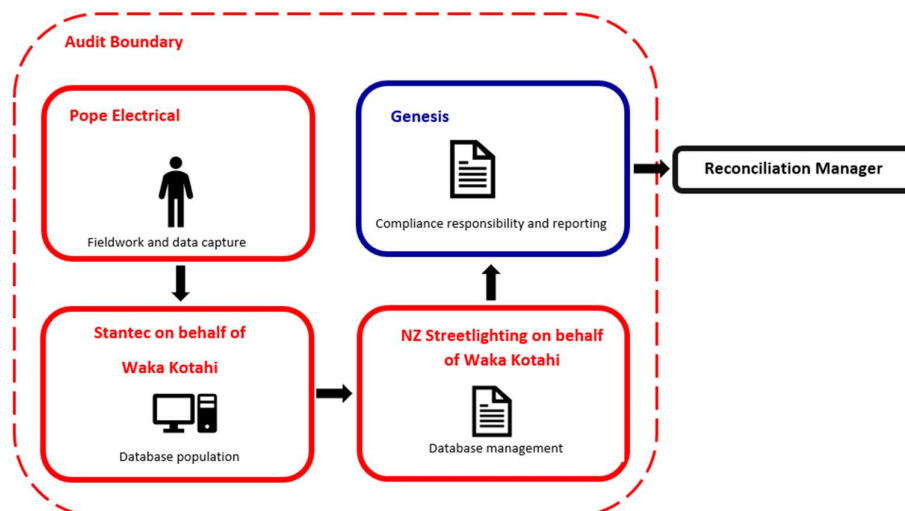 Audit Boundary
Pope Electrical
Fieldwork and data capture
Genesis
Compliance responsibility and reporting
Reconciliation Manager
Stantec on behalf of
Waka Kotahi
Database population
NZ Streetlighting on behalf
of Waka Kotahi
Database management